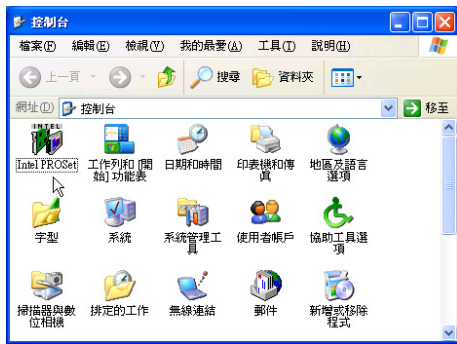 控制台
檔案(F) 編輯(E) 檢視(V) 我的最愛(A) 工具(T) 說明(H)
上一頁 搜尋 資料夾
網址(D) 控制台 移至
INTEL
Intel PROSet 工作列和 [開 日期和時間 印表機和傳 地區及語言
始] 功能表 真 選項
字型 系統 系統管理工 使用者帳戶 協助工具選
具 項
掃描器與數 排定的工作 無線連結 郵件 新增或移除
位相機 程式